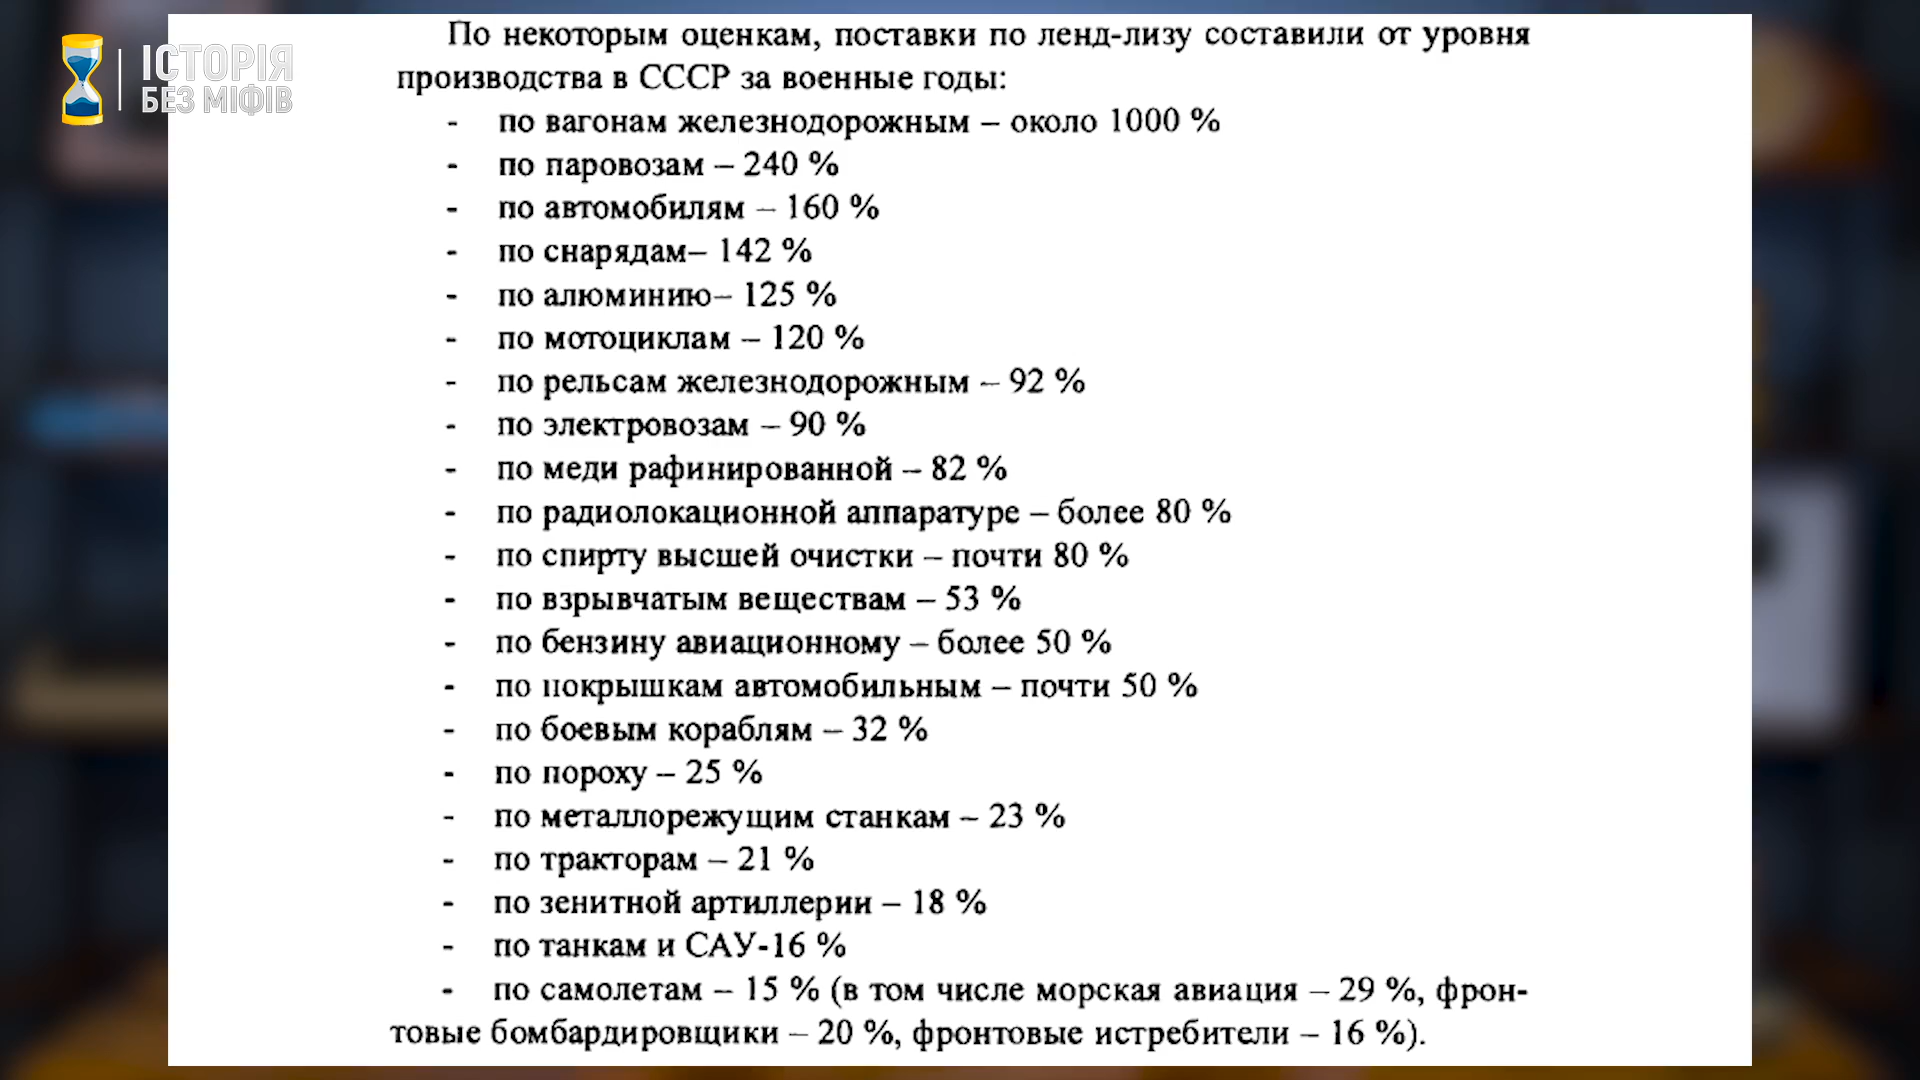 ІСТОРІЯ
БЕЗ МІФІВ
По некоторым оценкам, поставки по ленд-лизу составили от уровня
производства в СССР за военные годы:
- по вагонам железнодорожным – около 1000 %
- по паровозам – 240 %
- по автомобилям – 160 %
- по снарядам– 142 %
- по алюминию– 125 %
- по мотоциклам – 120 %
- по рельсам железнодорожным – 92 %
- по электровозам – 90 %
- по меди рафинированной – 82 %
- по радиолокационной аппаратуре – более 80 %
- по спирту высшей очистки – почти 80 %
- по взрывчатым веществам – 53 %
- по бензину авиационному – более 50 %
- по покрышкам автомобильным – почти 50 %
- по боевым кораблям – 32 %
- по пороху – 25 %
- по металлорежущим станкам – 23 %
- по тракторам – 21 %
- по зенитной артиллерии – 18 %
- по танкам и САУ-16 %
- по самолетам – 15 % (в том числе морская авиация – 29 %, фрон-
товые бомбардировщики – 20 %, фронтовые истребители – 16 %).